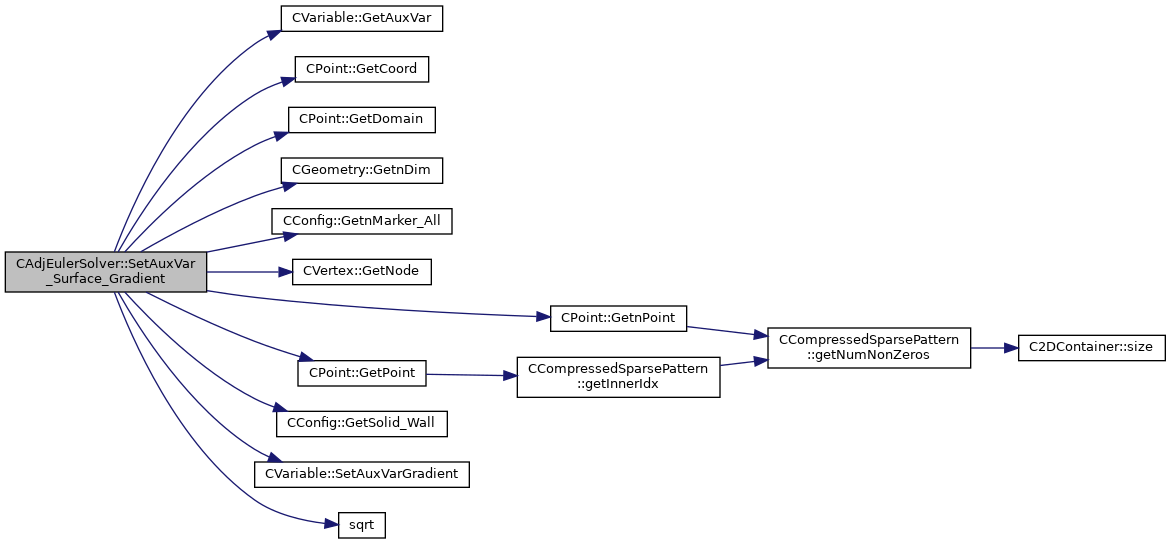 CVariable::GetAuxVar
CPoint::GetCoord
CPoint::GetDomain
CGeometry::GetnDim
CConfig::GetnMarker_All
CAdjEulerSolver::SetAuxVar
_Surface_Gradient
CVertex::GetNode
CPoint::GetnPoint
CCompressedSparsePattern
::getNumNonZeros
C2DContainer::size
CPoint::GetPoint
CCompressedSparsePattern
::getInnerIdx
CConfig::GetSolid_Wall
CVariable::SetAuxVarGradient
sqrt